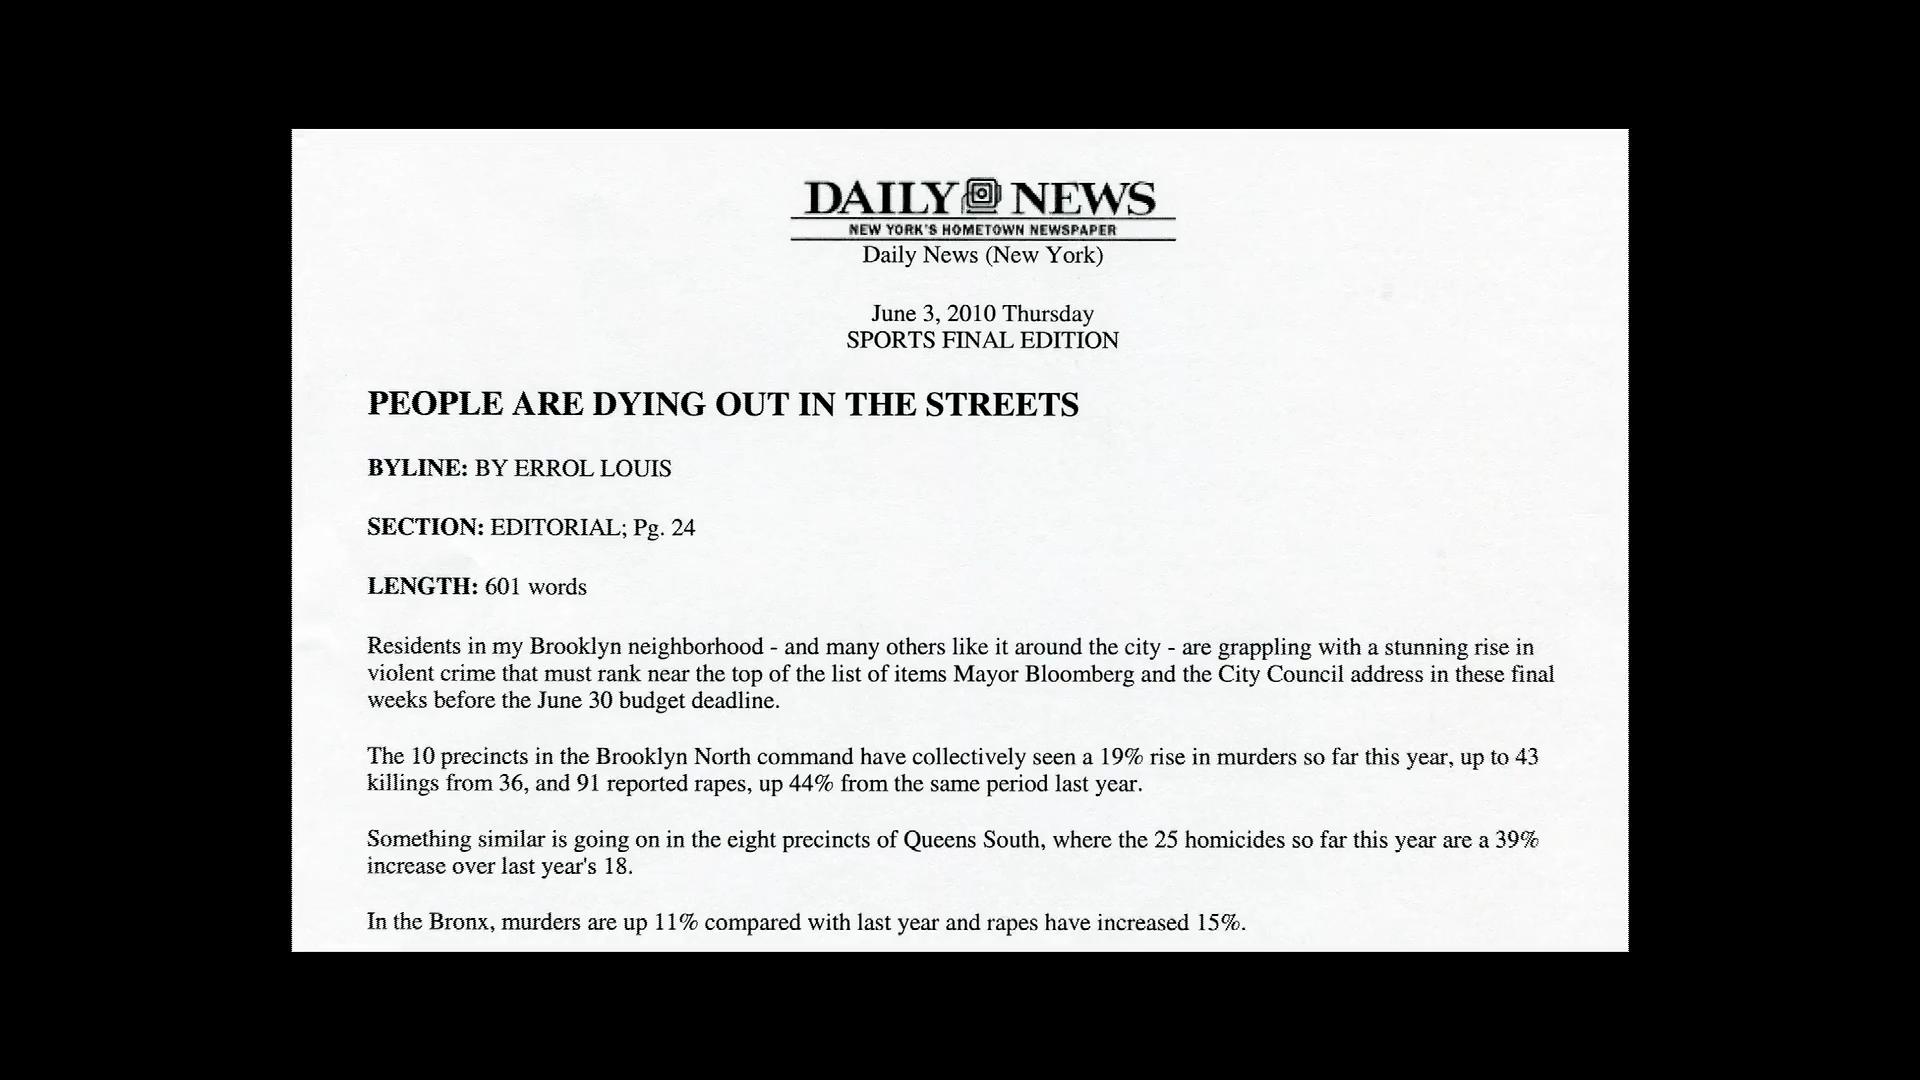 DAILY NEWS
NEW YORK'S HOMETOWN NEWSPAPER
Daily News (New York)
June 3, 2010 Thursday
SPORTS FINAL EDITION
PEOPLE ARE DYING OUT IN THE STREETS
BYLINE: BY ERROL LOUIS
SECTION: EDITORIAL; Pg. 24
LENGTH: 601 words
Residents in my Brooklyn neighborhood - and many others like it around the city - are grappling with a stunning rise in
violent crime that must rank near the top of the list of items Mayor Bloomberg and the City Council address in these final
weeks before the June 30 budget deadline.
The 10 precincts in the Brooklyn North command have collectively seen a 19% rise in murders so far this year, up to 43
killings from 36, and 91 reported rapes, up 44% from the same period last year.
Something similar is going on in the eight precincts of Queens South, where the 25 homicides so far this year are a 39%
increase over last year's 18.
In the Bronx, murders are up 11% compared with last year and rapes have increased 15%.